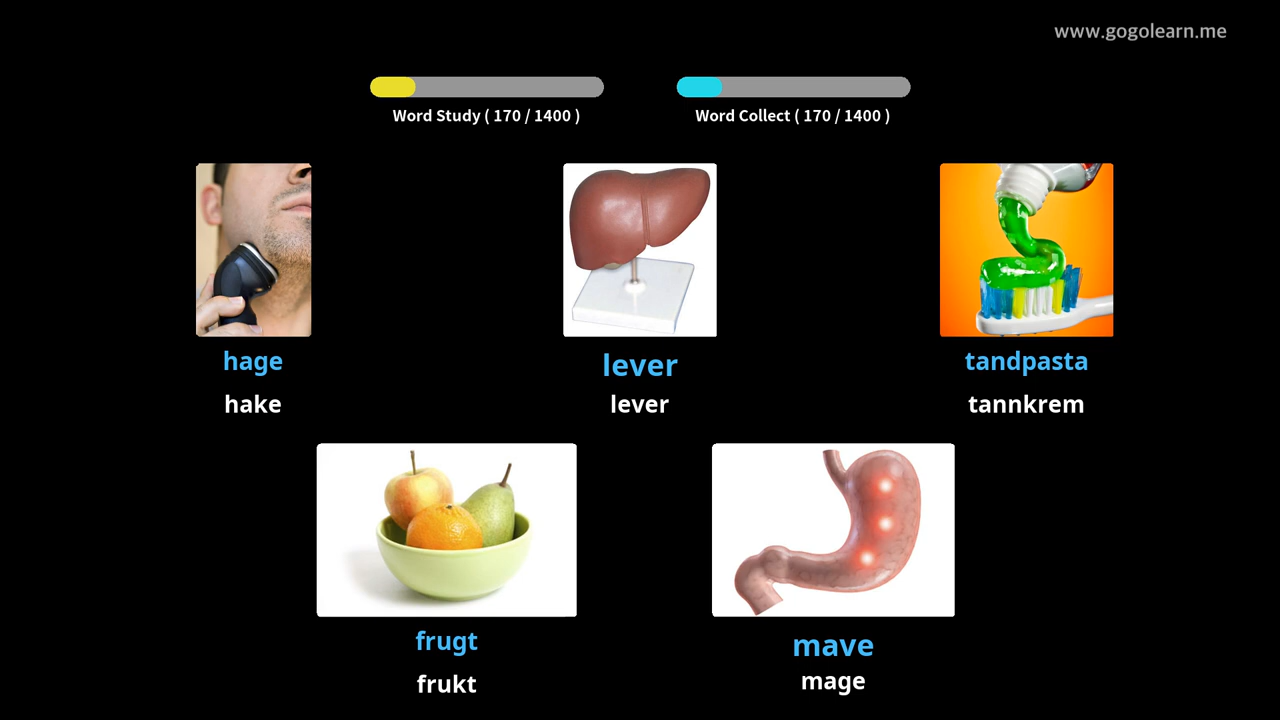 www.gogolearn.me
Word Study ( 170 / 1400 )
Word Collect ( 170 / 1400 )
hage
hake
lever
lever
tandpasta
tannkrem
frugt
frukt
mave
mage